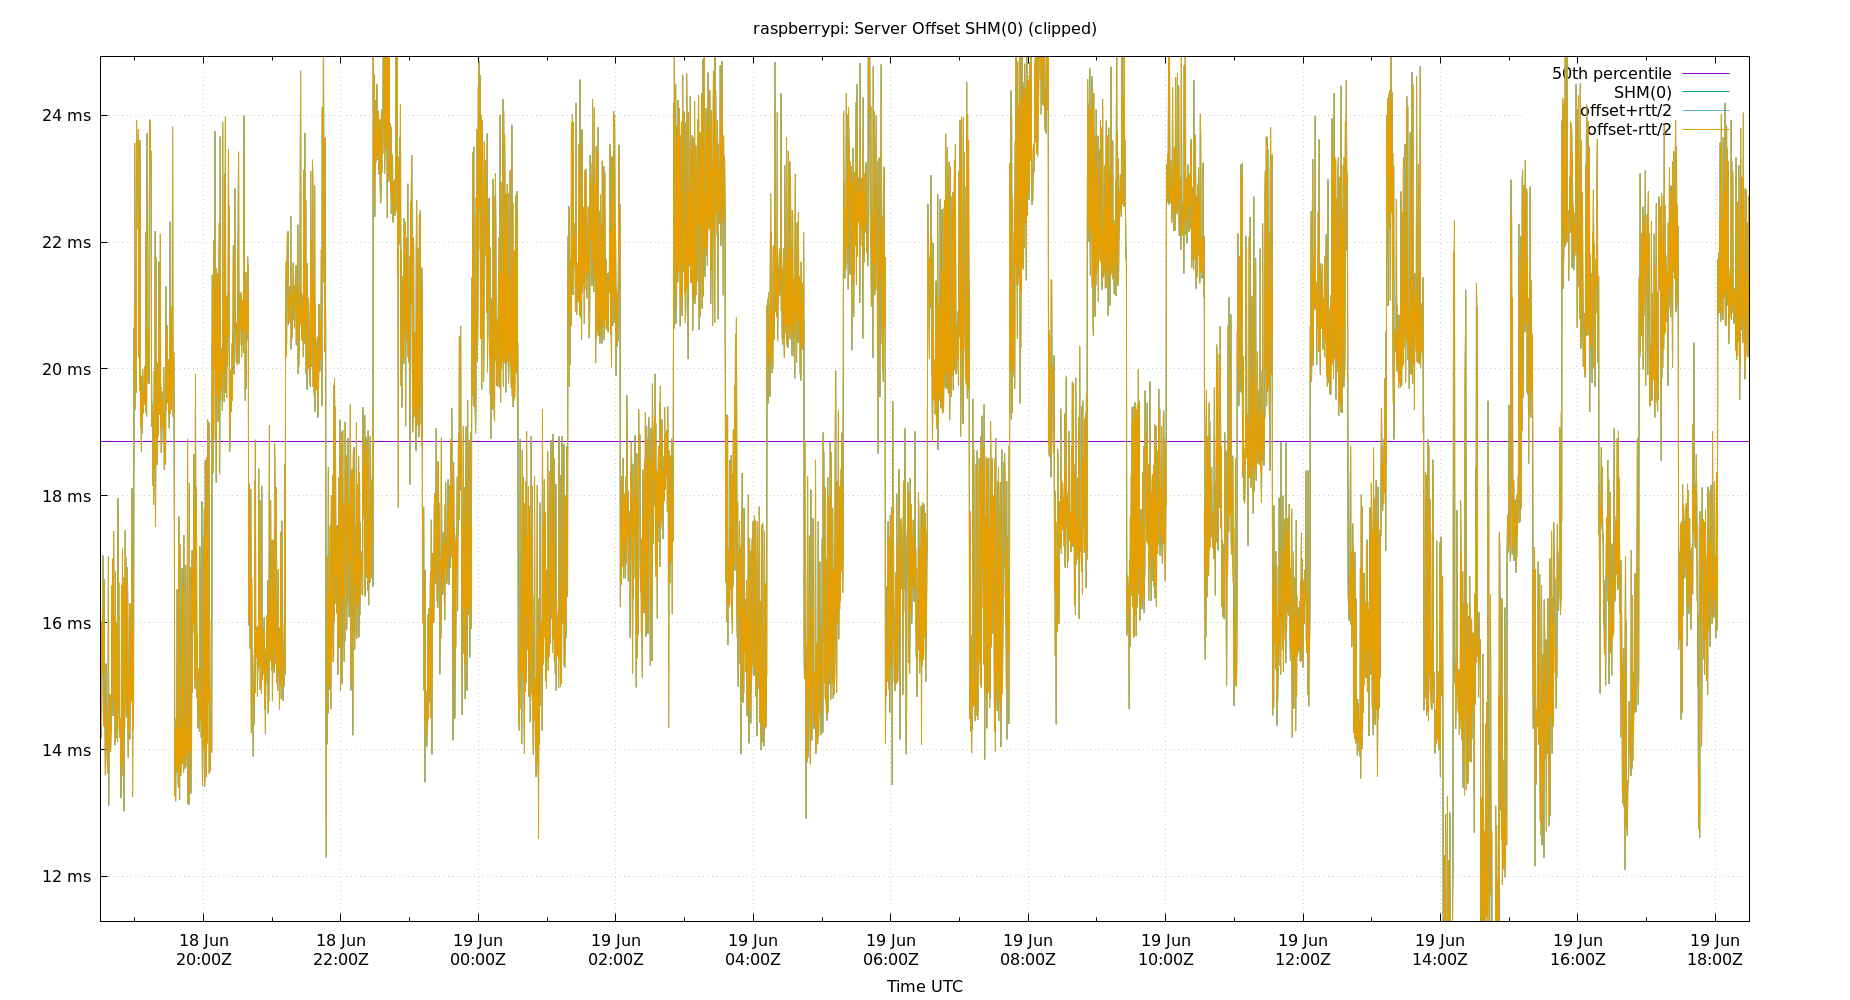 raspberrypi: Server Offset SHM(0) (clipped)
50th percentile
SHM(0)
offset+rtt/2
offset-rtt/2
24 ms
22 ms
20 ms
18 ms
16 ms
14 ms
12 ms
18 Jun 18 Jun 19 Jun 19 Jun 19 Jun 19 Jun 19 Jun 19 Jun 19 Jun 19 Jun 19 Jun 19 Jun
20:00Z 22:00Z 00:00Z 02:00Z 04:00Z 06:00Z 08:00Z 10:00Z 12:00Z 14:00Z 16:00Z 18:00Z
Time UTC